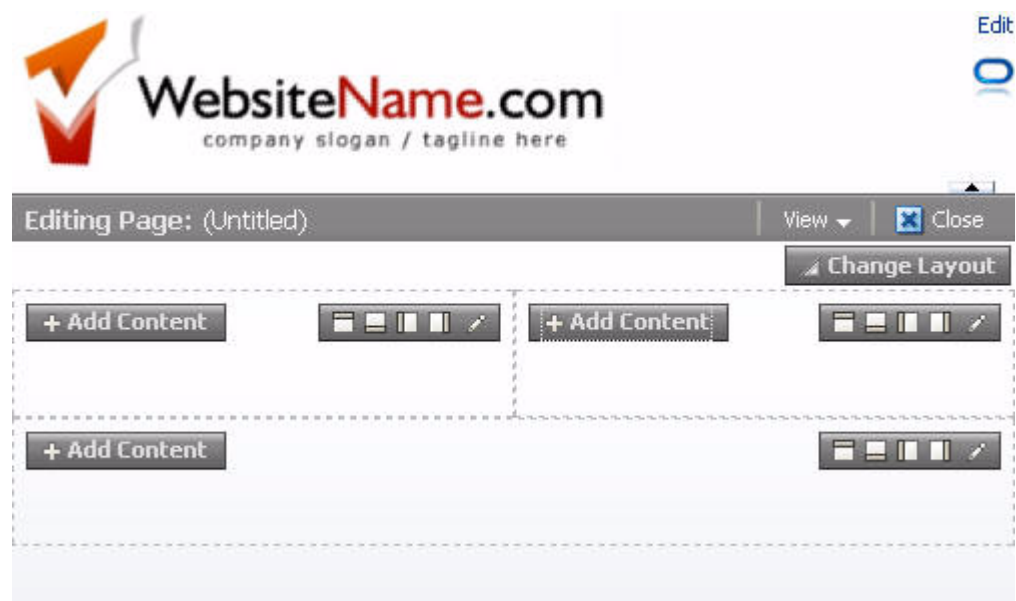 Edit
WebsiteName.com
company slogan / tagline here
Editing Page: (Untitled) View Close
Change Layout
+ Add Content + Add Content
+ Add Content